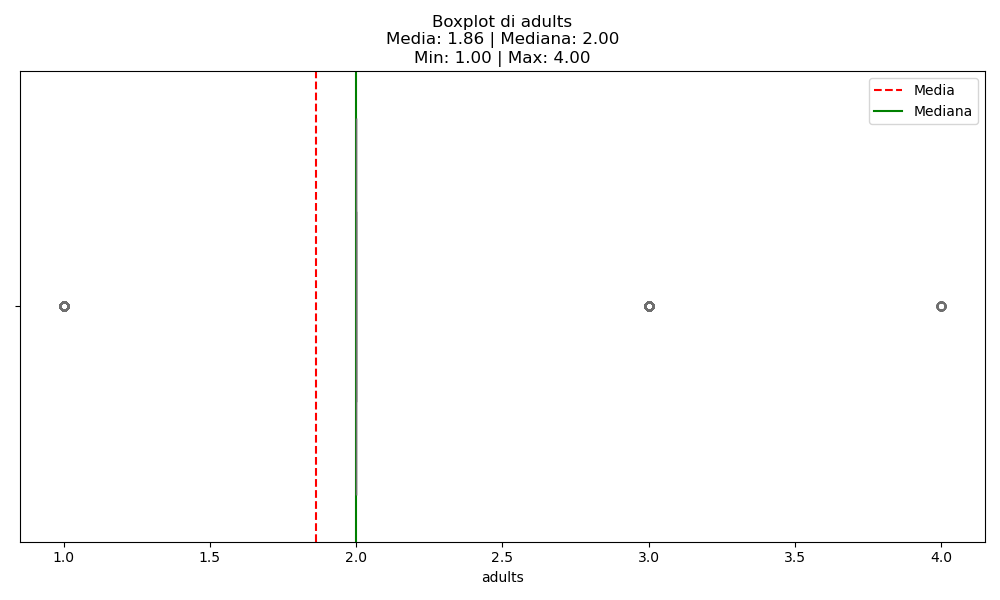 Boxplot di adults
Media: 1.86 | Mediana: 2.00
Min: 1.00 | Max: 4.00
Media
Mediana
1.0 1.5 2.0 2.5 3.0 3.5 4.0
adults